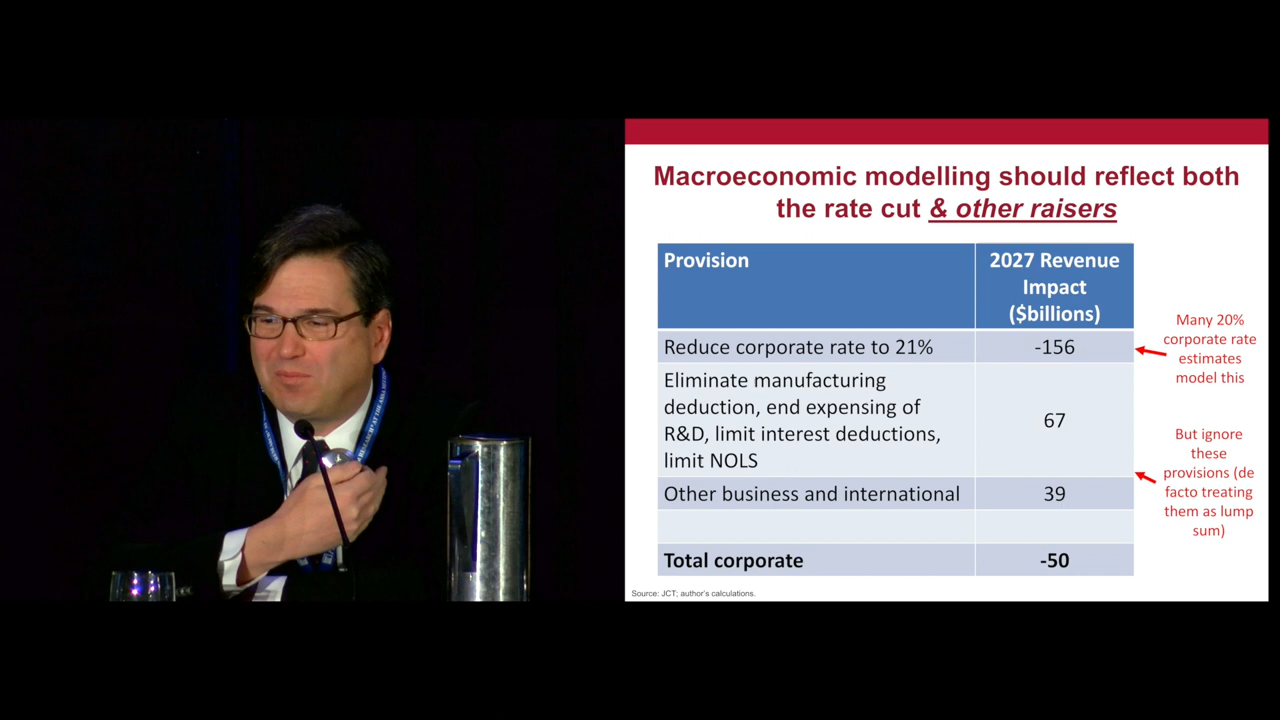 Macroeconomic modelling should reflect both
the rate cut & other raisers
Provision
2027 Revenue
Impact
($billions)
Reduce corporate rate to 21%
-156
Eliminate manufacturing
deduction, end expensing of
R&D, limit interest deductions,
limit NOLS
67
Other business and international
39
Total corporate
-50
Many 20%
corporate rate
estimates
model this
But ignore
these
provisions (de
facto treating
them as lump
sum)
Source: JCT; author's calculations.